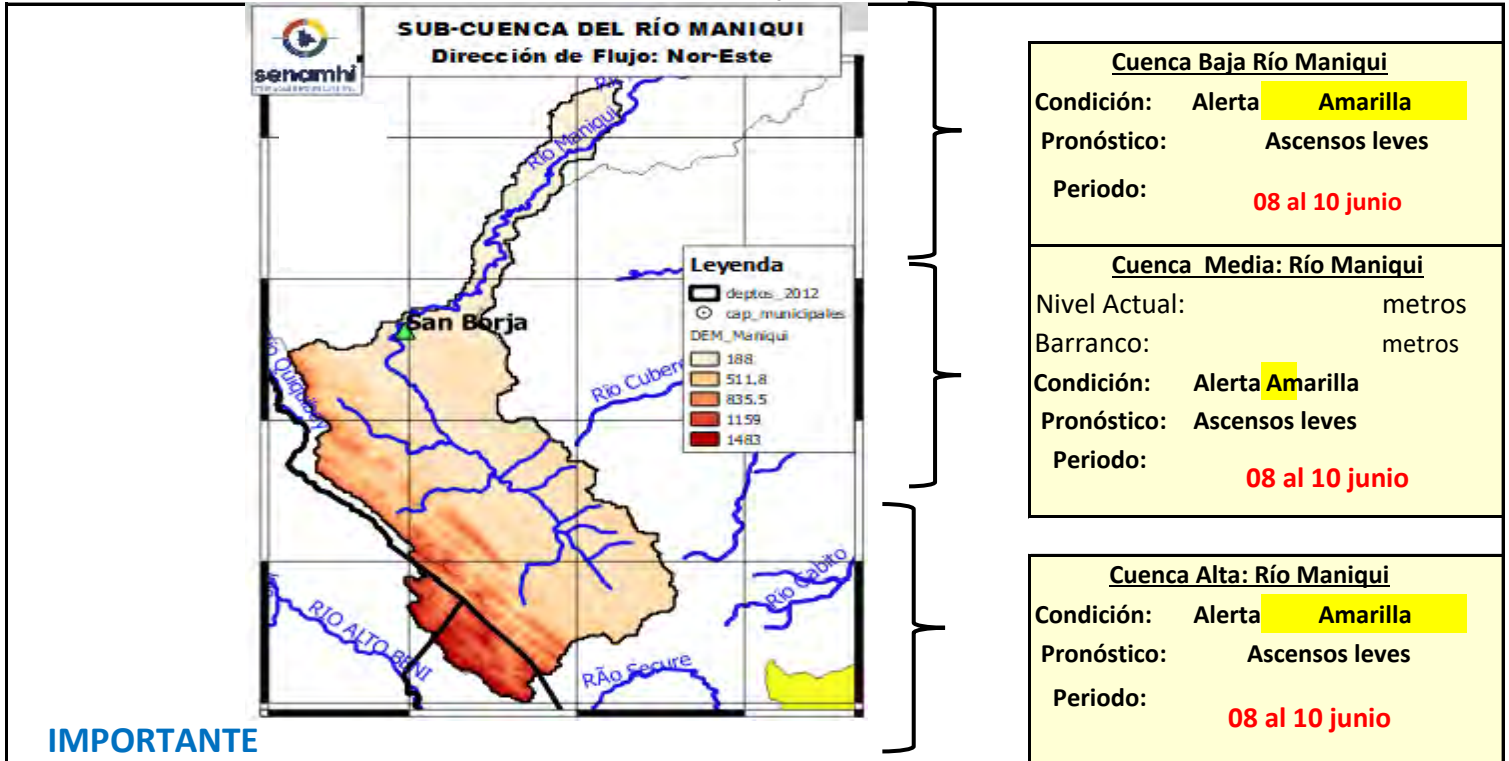 senamhi
SUB-CUENCA DEL RÍO MANIQUI
Dirección de Flujo: Nor-Este
Río Maniqui
San Borja
Leyenda
deptos_2012
cap_municipales
DEM_Maniqui
188
511.8
835.5
1159
1483
Río Cabito
RIO ALTO BENI
RÃo Secure
IMPORTANTE
Cuenca Baja Río Maniqui
Condición: Alerta Amarilla
Pronóstico: Ascensos leves
Periodo:
08 al 10 junio
Cuenca Media: Río Maniqui
Nivel Actual: metros
Barranco: metros
Condición: Alerta Amarilla
Pronóstico: Ascensos leves
Periodo:
08 al 10 junio
Cuenca Alta: Río Maniqui
Condición: Alerta Amarilla
Pronóstico: Ascensos leves
Periodo:
08 al 10 junio